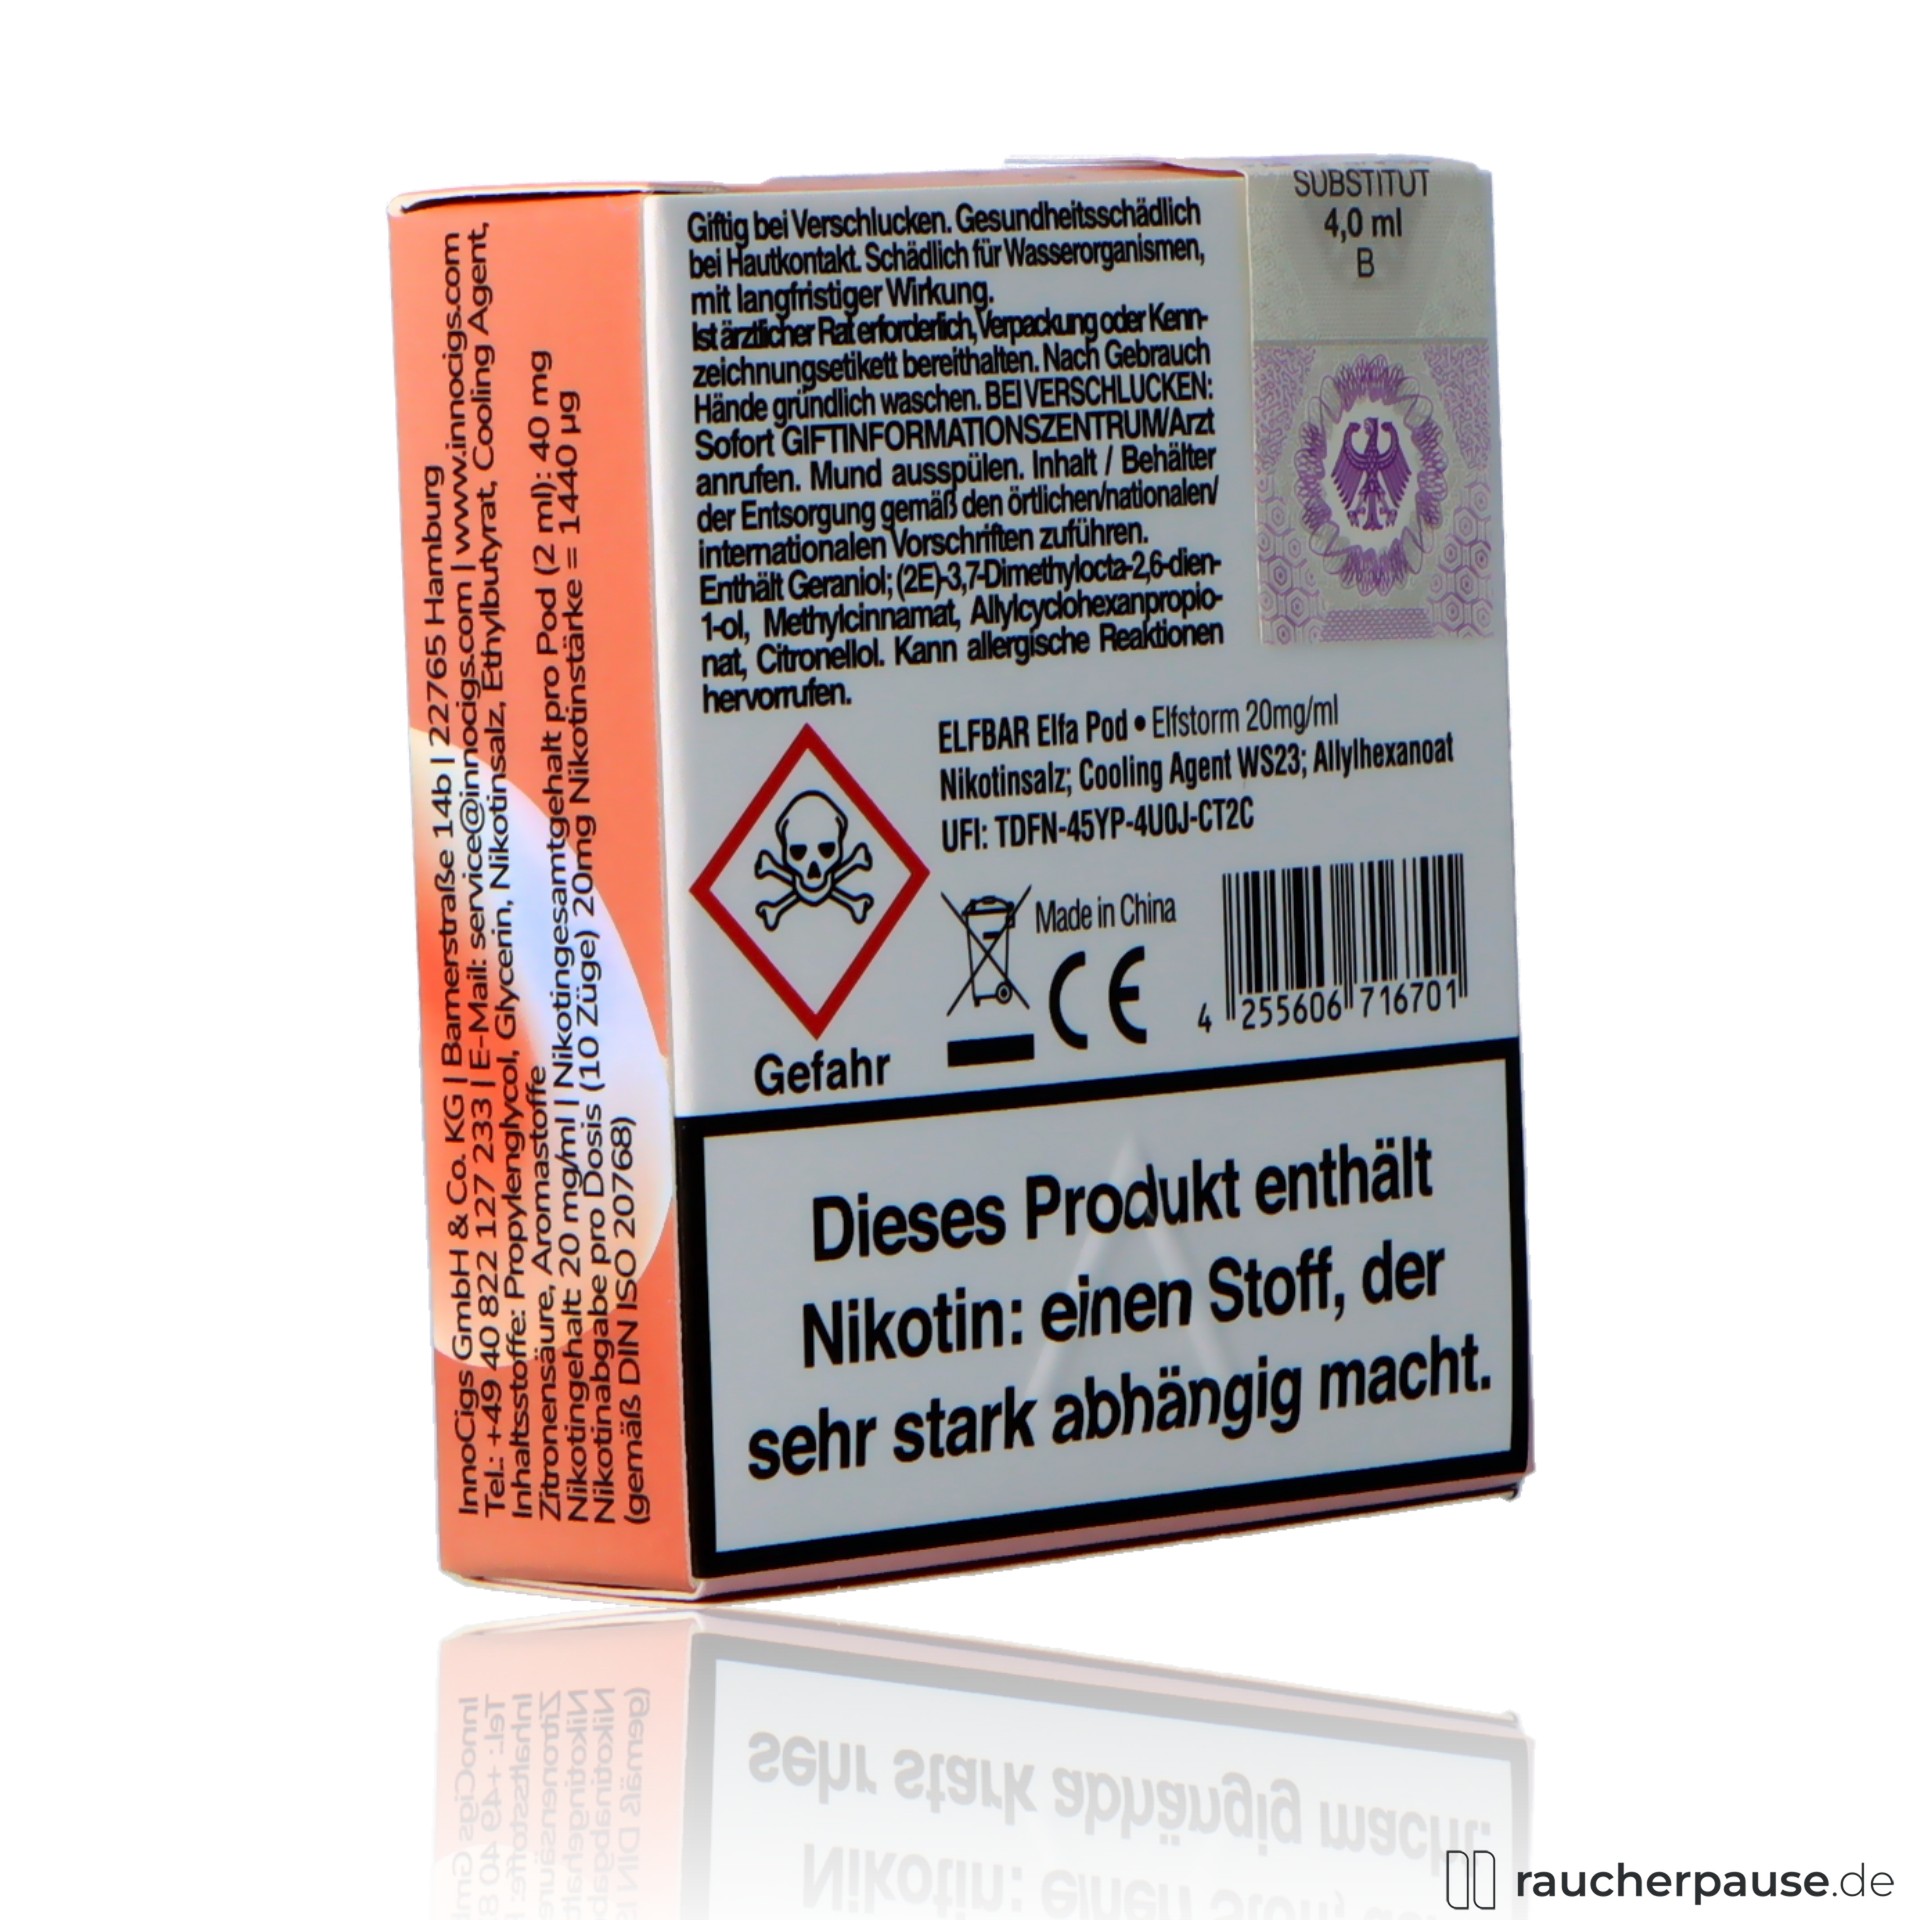 InnoCigs GmbH & Co. KG | Barnerstraße 14b | 22765 Hamburg
Tel.: +49 40 822 127 233 | E-Mail: service@innocigs.com | www.innocigs.com
Inhaltsstoffe: Propylenglycol, Glycerin, Nikotinsalz, Ethylbutyrat, Cooling Agent,
Zitronensäure, Aromastoffe
Nikotingehalt: 20 mg/ml | Nikotingesamtgehalt pro Pod (2 ml): 40 mg
Nikotinabgabe pro Dosis (10 Züge) 20mg Nikotinstärke = 1440 µg
(gemäß DIN ISO 20768)
Giftig bei Verschlucken. Gesundheitsschädlich
bei Hautkontakt. Schädlich für Wasserorganismen,
mit langfristiger Wirkung.
Ist ärztlicher Rat erforderlich, Verpackung oder Kenn-
zeichnungsetikett bereithalten. Nach Gebrauch
Hände gründlich waschen. BEI VERSCHLUCKEN:
Sofort GIFTINFORMATIONSZENTRUM/Arzt
anrufen. Mund ausspülen. Inhalt / Behälter
der Entsorgung gemäß den örtlichen/nationalen/
internationalen Vorschriften zuführen.
Enthält Geraniol; (2E)-3,7-Dimethylocta-2,6-dien-
1-ol, Methylcinnamat, Allylcyclohexanpropio-
nat, Citronellol. Kann allergische Reaktionen
hervorrufen.
SUBSTITUT
4,0 ml
B
ELFBAR Elfa Pod • Elfstorm 20mg/ml
Nikotinsalz; Cooling Agent WS23; Allylhexanoat
UFI: TDFN-45YP-4U0J-CT2C
Made in China
CE
4 255606 716701
Gefahr
Dieses Produkt enthält
Nikotin: einen Stoff, der
sehr stark abhängig macht.
raucherpause.de